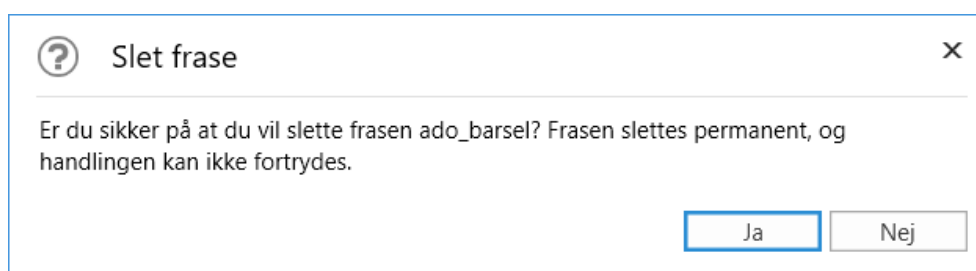 Slet frase
Er du sikker på at du vil slette frasen ado_barsel? Frasen slettes permanent, og
handlingen kan ikke fortrydes.
Ja
Nej